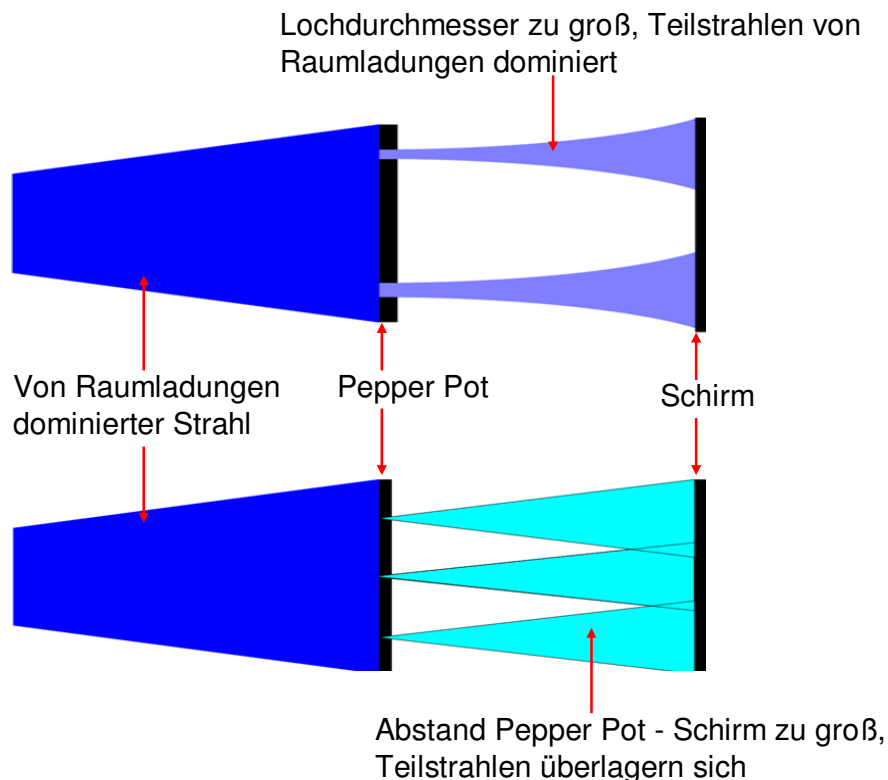 Lochdurchmesser zu groß, Teilstrahlen von
Raumladungen dominiert
Von Raumladungen
dominierter Strahl
Pepper Pot
Schirm
Abstand Pepper Pot - Schirm zu groß,
Teilstrahlen überlagern sich